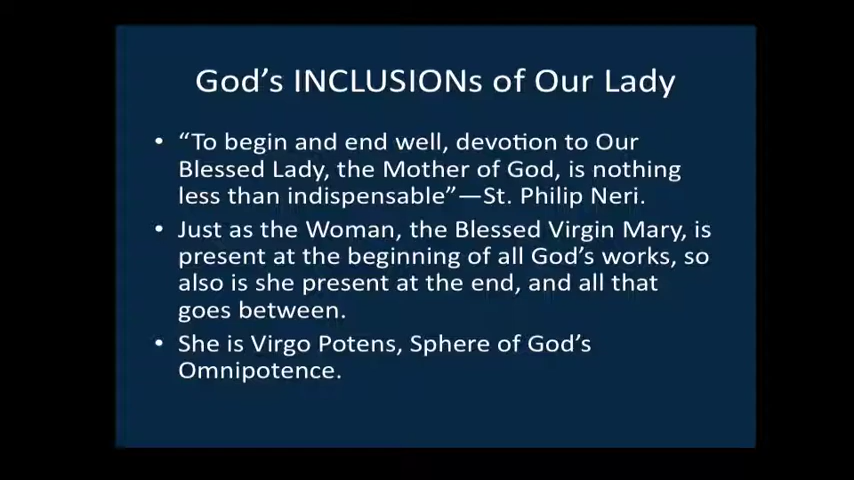 God’s INCLUSIONs of Our Lady
• “To begin and end well, devotion to Our
Blessed Lady, the Mother of God, is nothing
less than indispensable”—St. Philip Neri.
• Just as the Woman, the Blessed Virgin Mary, is
present at the beginning of all God’s works, so
also is she present at the end, and all that
goes between.
• She is Virgo Potens, Sphere of God’s
Omnipotence.